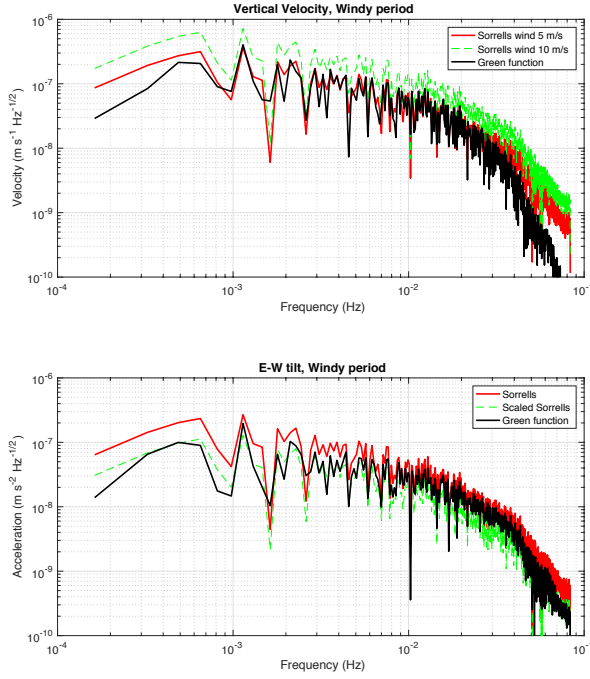 Vertical Velocity, Windy period
Sorrells wind 5 m/s
Sorrells wind 10 m/s
Green function
Velocity (m s⁻¹ Hz⁻¹/²)
10⁻⁶
10⁻⁷
10⁻⁸
10⁻⁹
10⁻¹⁰
10⁻⁴
10⁻³
10⁻²
10⁻¹
Frequency (Hz)
E-W tilt, Windy period
Sorrells
Scaled Sorrells
Green function
Acceleration (m s⁻² Hz⁻¹/²)
10⁻⁶
10⁻⁷
10⁻⁸
10⁻⁹
10⁻¹⁰
10⁻⁴
10⁻³
10⁻²
10⁻¹
Frequency (Hz)